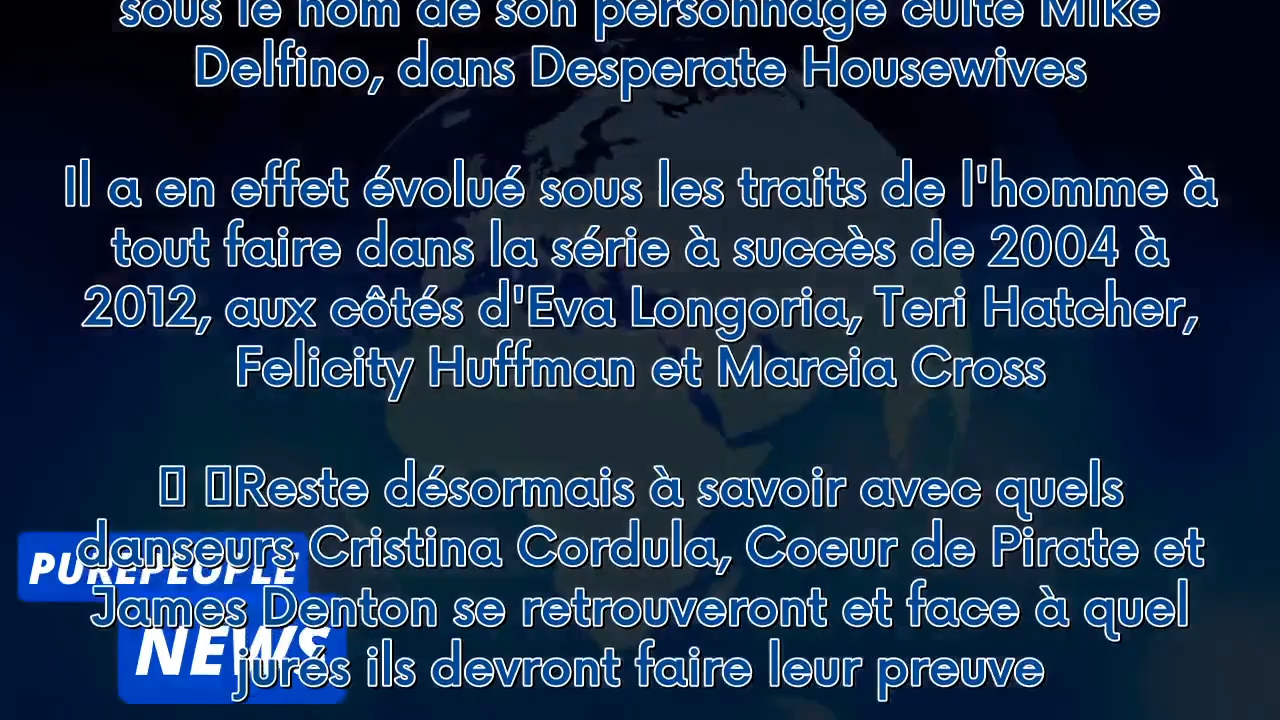 sous le nom de son personnage culte Mike
Delfino, dans Desperate Housewives
Il a en effet évolué sous les traits de l'homme à
tout faire dans la série à succès de 2004 à
2012, aux côtés d'Eva Longoria, Teri Hatcher,
Felicity Huffman et Marcia Cross
Reste désormais à savoir avec quels
danseurs Cristina Cordula, Coeur de Pirate et
James Denton se retrouveront et face à quel
jurés ils devront faire leur preuve
PUREPEOPLE
NEWS